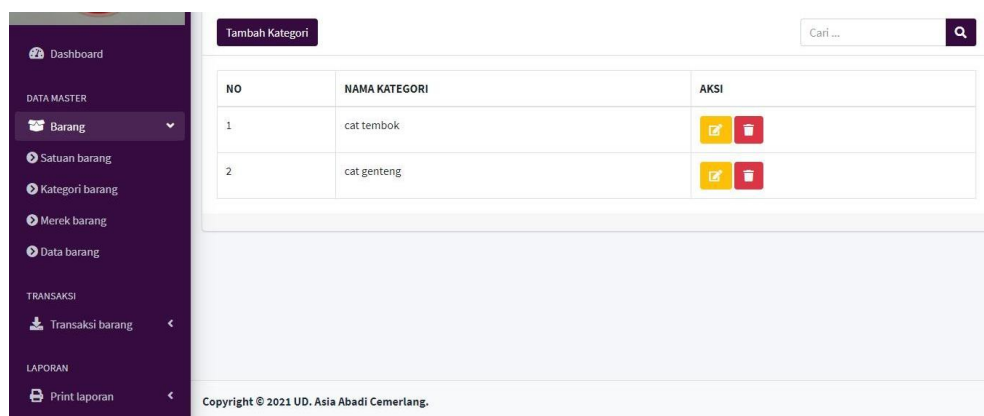 Dashboard
DATA MASTER
Barang
Satuan barang
Kategori barang
Merek barang
Data barang
TRANSAKSI
Transaksi barang
LAPORAN
Print laporan
Tambah Kategori
Cari ...
NO NAMA KATEGORI AKSI
1 cat tembok
2 cat genteng
Copyright © 2021 UD. Asia Abadi Cemerlang.